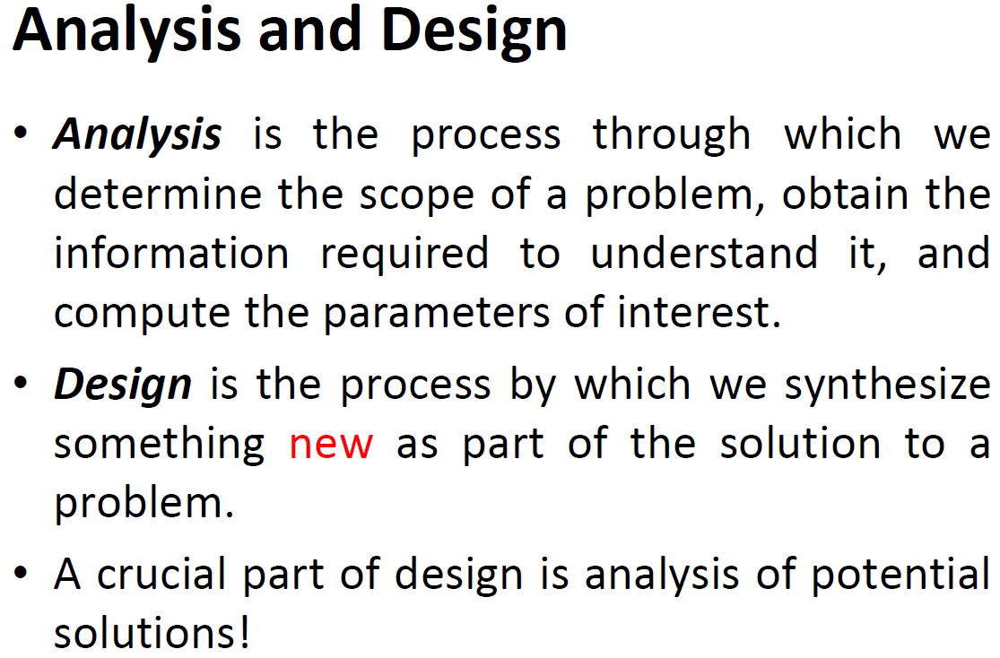 Analysis and Design
• Analysis is the process through which we
determine the scope of a problem, obtain the
information required to understand it, and
compute the parameters of interest.
• Design is the process by which we synthesize
something new as part of the solution to a
problem.
• A crucial part of design is analysis of potential
solutions!